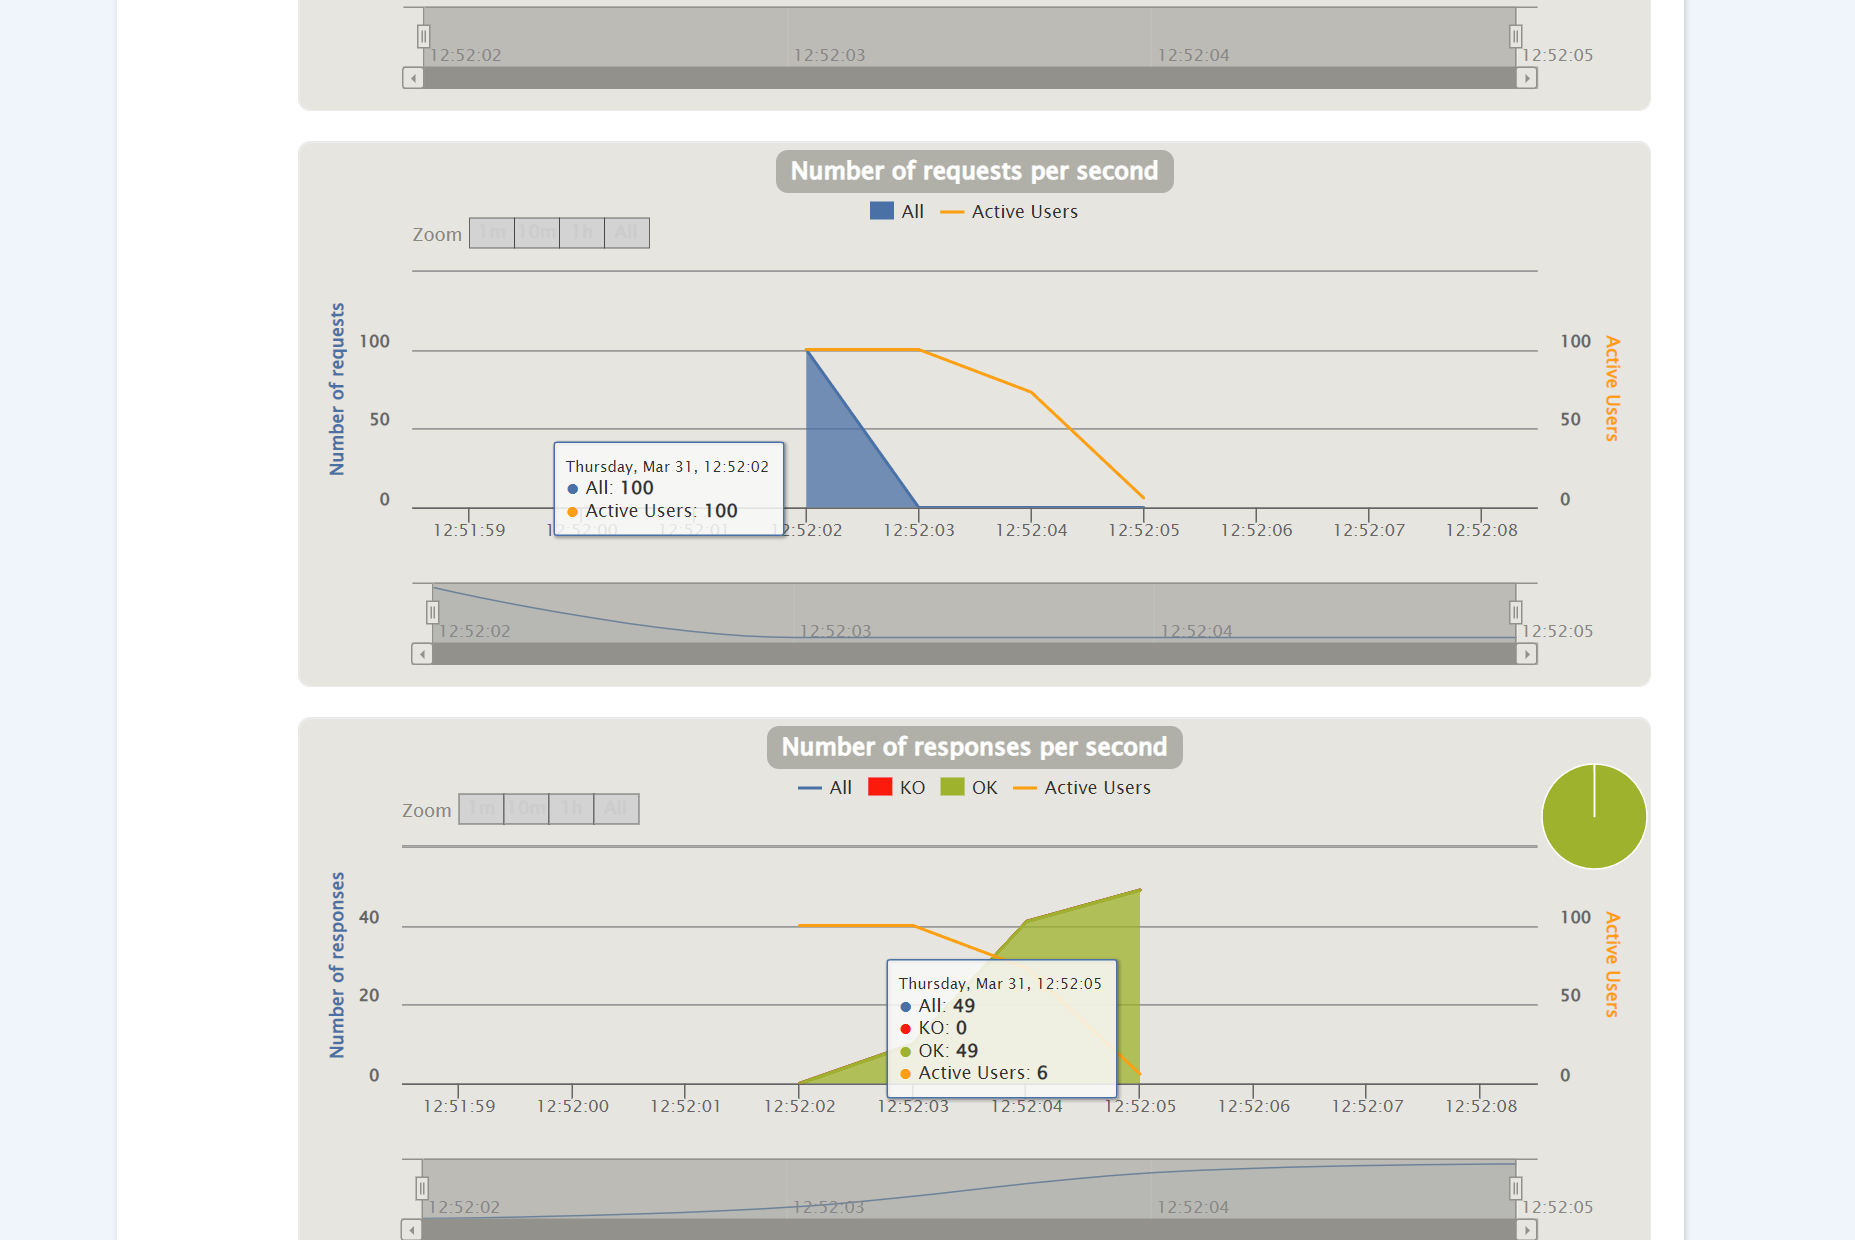 12:52:02 12:52:03 12:52:04 12:52:05
Number of requests per second
All Active Users
Zoom 1m 10m 1h All
Number of requests
100
50
0
100
50
0
Active Users
Thursday, Mar 31, 12:52:02
All: 100
Active Users: 100
12:51:59 12:52:00 12:52:01 12:52:02 12:52:03 12:52:04 12:52:05 12:52:06 12:52:07 12:52:08
12:52:02 12:52:03 12:52:04 12:52:05
Number of responses per second
All KO OK Active Users
Zoom 1m 10m 1h All
Number of responses
40
20
0
100
50
0
Active Users
Thursday, Mar 31, 12:52:05
All: 49
KO: 0
OK: 49
Active Users: 6
12:51:59 12:52:00 12:52:01 12:52:02 12:52:03 12:52:04 12:52:05 12:52:06 12:52:07 12:52:08
12:52:02 12:52:03 12:52:04 12:52:05